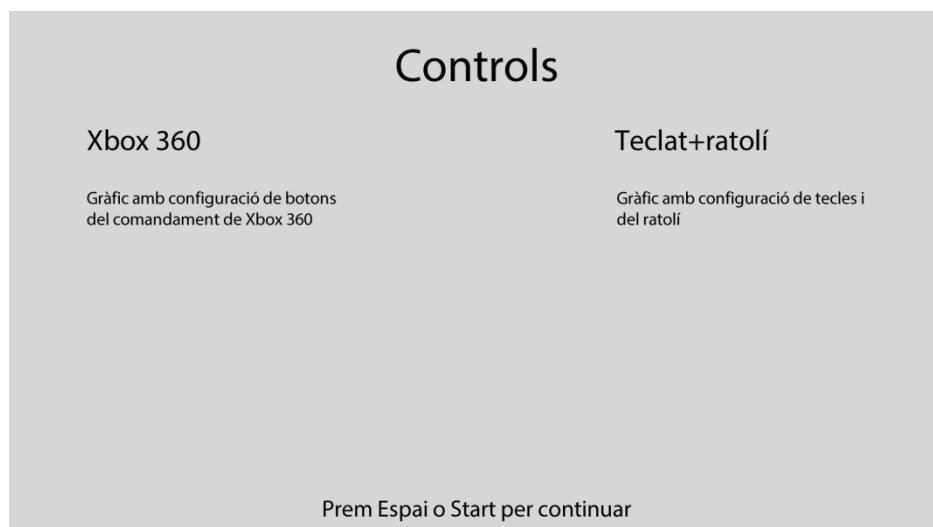 Controls
Xbox 360
Gràfic amb configuració de botons
del comandament de Xbox 360
Teclat+ratolí
Gràfic amb configuració de tecles i
del ratolí
Prem Espai o Start per continuar